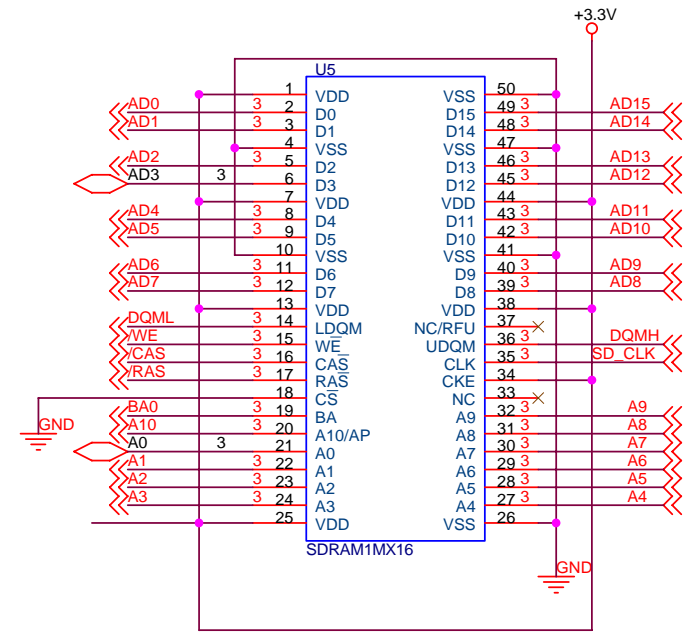 +3.3V
U5
1 VDD VSS 50
AD0 3 2 D0 D15 49 3 AD15
AD1 3 3 D1 D14 48 3 AD14
4 VSS VSS 47
AD2 3 5 D2 D13 46 3 AD13
AD3 3 6 D3 D12 45 3 AD12
7 VDD VDD 44
AD4 3 8 D4 D11 43 3 AD11
AD5 3 9 D5 D10 42 3 AD10
10 VSS VSS 41
AD6 3 11 D6 D9 40 3 AD9
AD7 3 12 D7 D8 39 3 AD8
13 VDD VDD 38
DQML 3 14 LDQM NC/RFU 37
/WE 3 15 WE UDQM 36 3 DQMH
/CAS 3 16 CAS CLK 35 3 SD_CLK
/RAS 3 17 RAS CKE 34
18 CS NC 33
BA0 3 19 BA A9 32 3 A9
GND
A10 3 20 A10/AP A8 31 3 A8
A0 3 21 A0 A7 30 3 A7
A1 3 22 A1 A6 29 3 A6
A2 3 23 A2 A5 28 3 A5
A3 3 24 A3 A4 27 3 A4
25 VDD VSS 26
SDRAM1MX16
GND